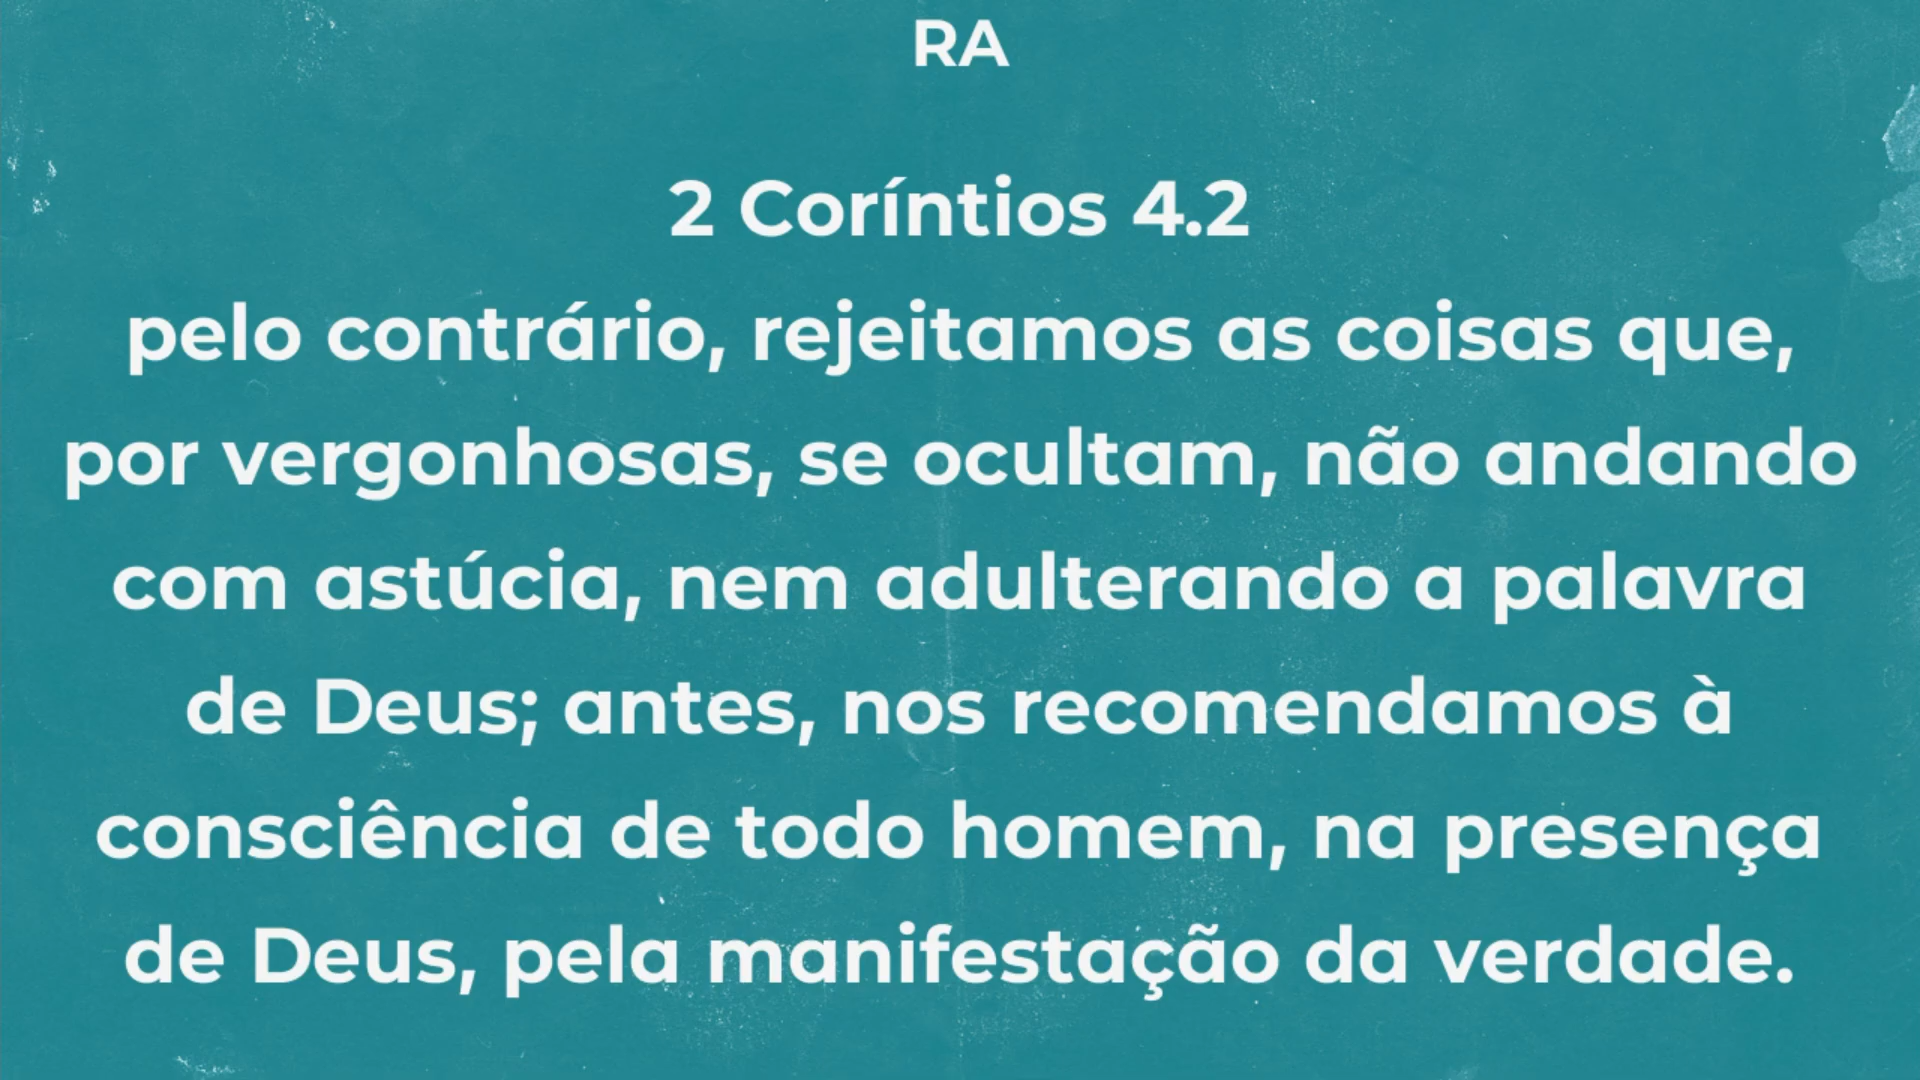 RA
2 Coríntios 4.2
pelo contrário, rejeitamos as coisas que,
por vergonhosas, se ocultam, não andando
com astúcia, nem adulterando a palavra
de Deus; antes, nos recomendamos à
consciência de todo homem, na presença
de Deus, pela manifestação da verdade.